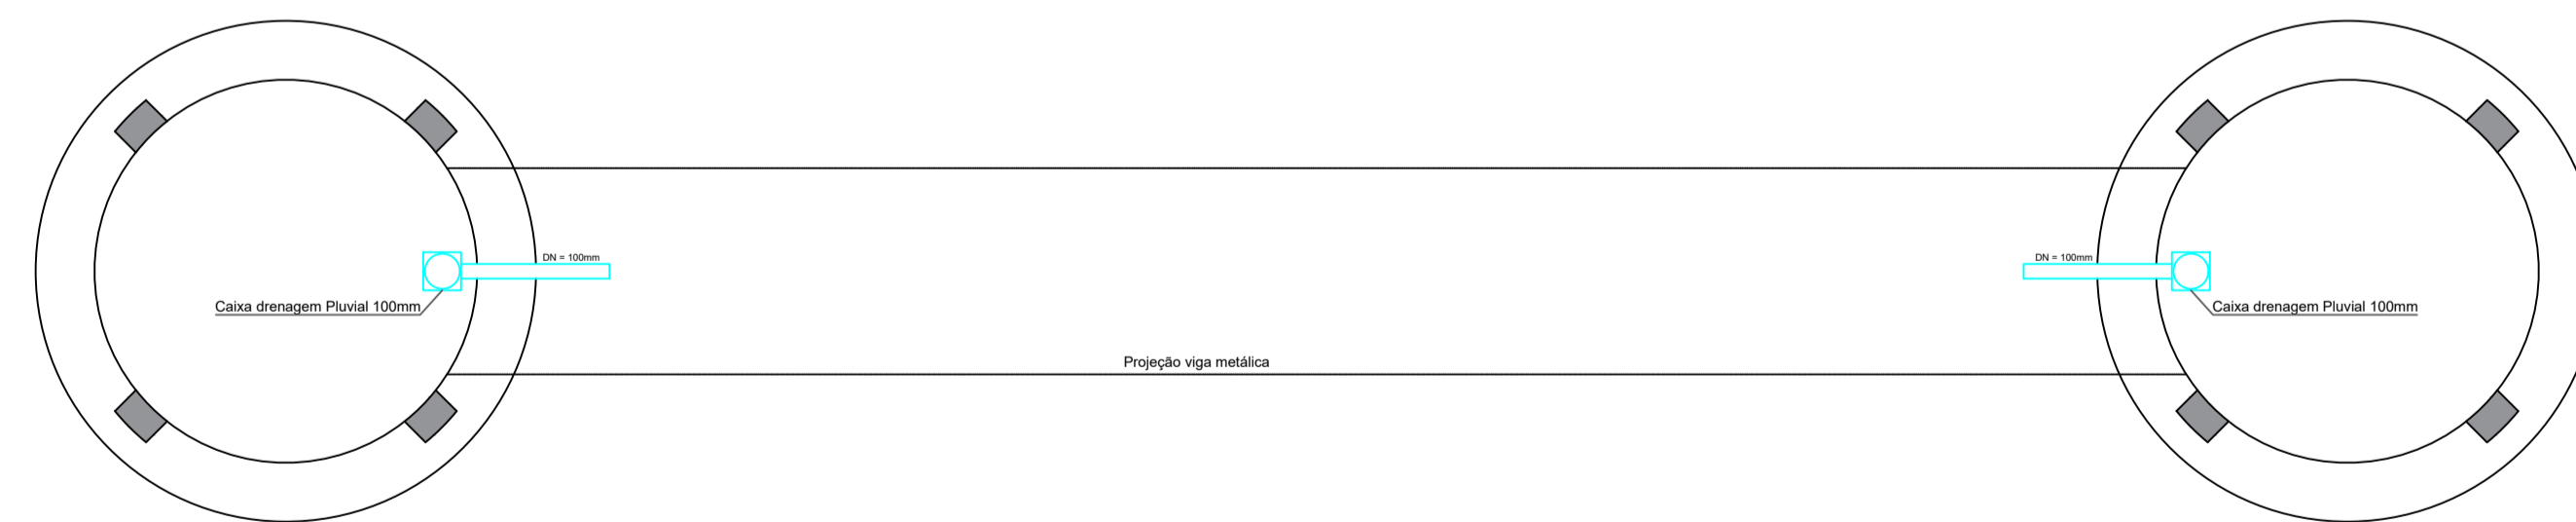 DN = 100mm
DN = 100mm
Caixa drenagem Pluvial 100mm
Caixa drenagem Pluvial 100mm
Projeção viga metálica